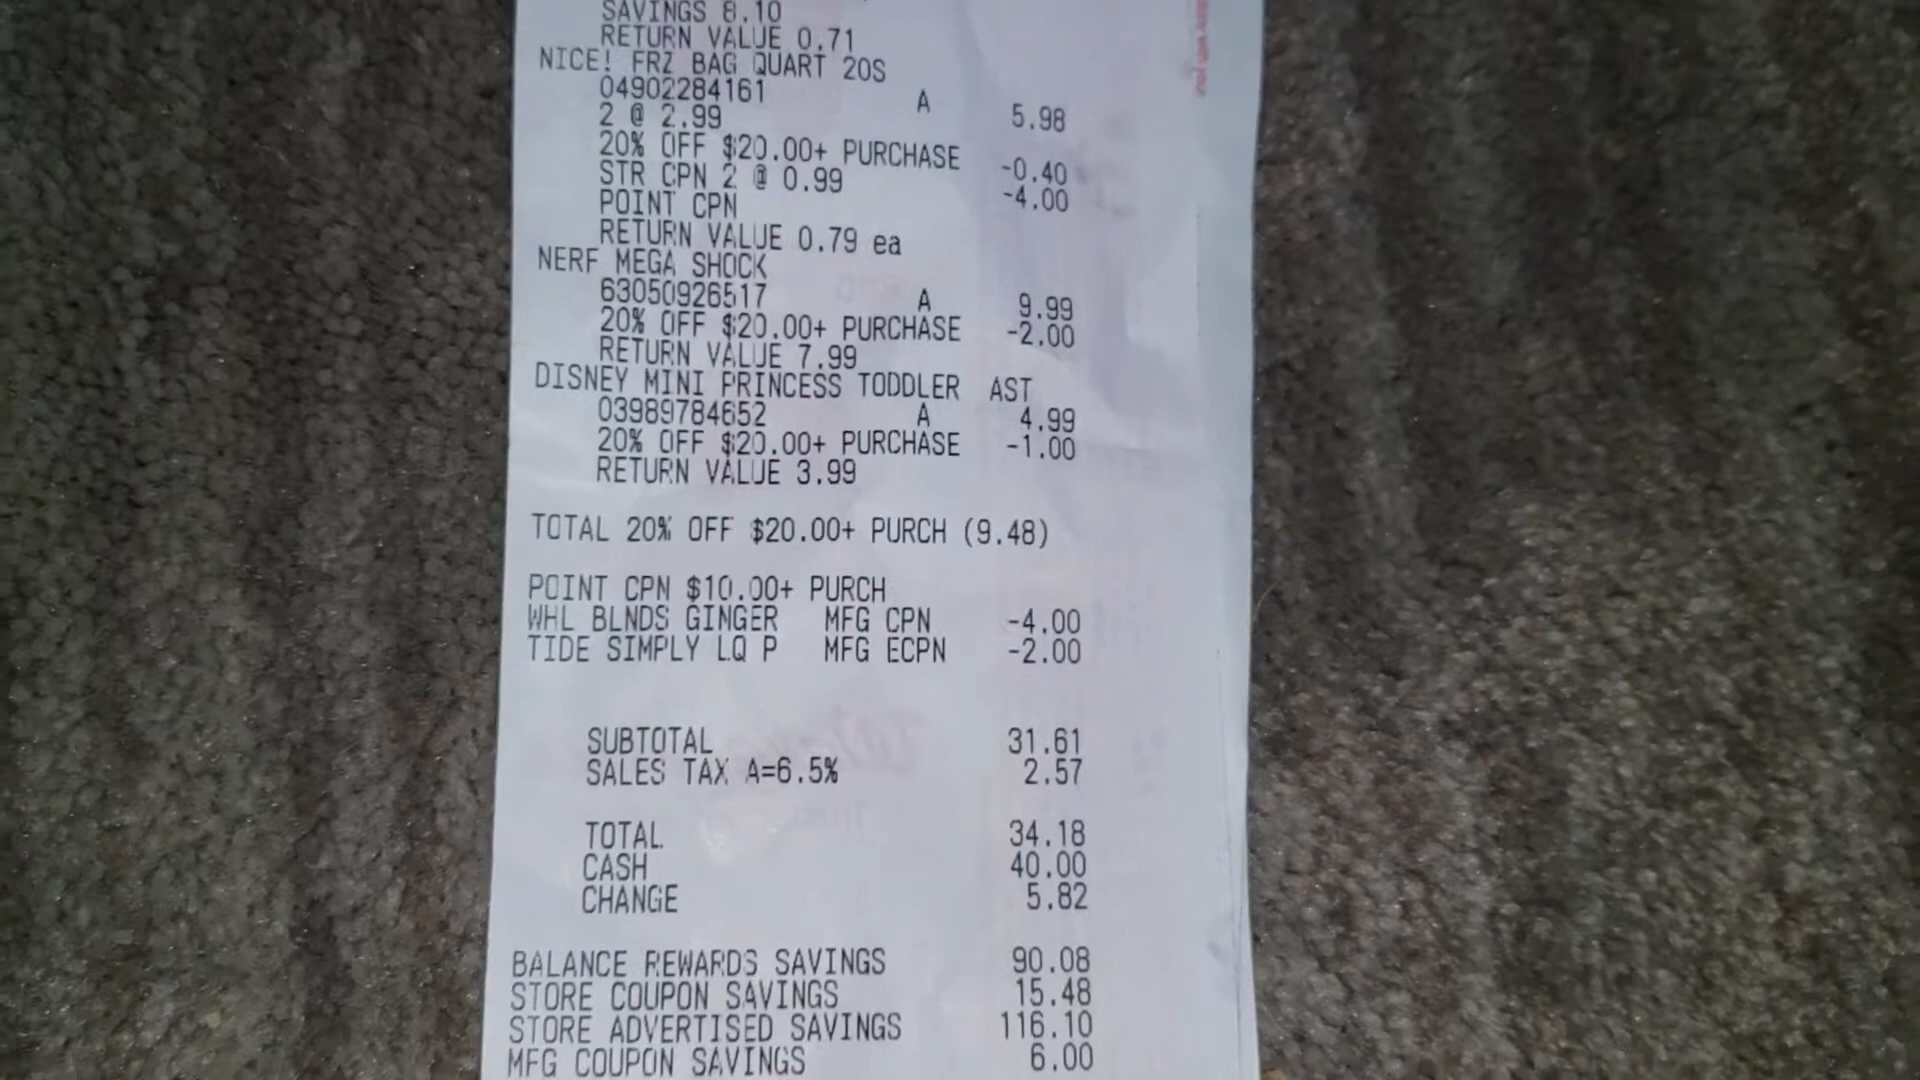 SAVINGS 8.10
RETURN VALUE 0.71
NICE! FRZ BAG QUART 20S
04902284161 A 5.98
2 @ 2.99
20% OFF $20.00+ PURCHASE -0.40
STR CPN 2 @ 0.99 -4.00
POINT CPN
RETURN VALUE 0.79 ea
NERF MEGA SHOCK
63050926517 A 9.99
20% OFF $20.00+ PURCHASE -2.00
RETURN VALUE 7.99
DISNEY MINI PRINCESS TODDLER AST
03989784652 A 4.99
20% OFF $20.00+ PURCHASE -1.00
RETURN VALUE 3.99
TOTAL 20% OFF $20.00+ PURCH (9.48)
POINT CPN $10.00+ PURCH
WHL BLNDS GINGER MFG CPN -4.00
TIDE SIMPLY LQ P MFG ECPN -2.00
SUBTOTAL 31.61
SALES TAX A=6.5% 2.57
TOTAL 34.18
CASH 40.00
CHANGE 5.82
BALANCE REWARDS SAVINGS 90.08
STORE COUPON SAVINGS 15.48
STORE ADVERTISED SAVINGS 116.10
MFG COUPON SAVINGS 6.00